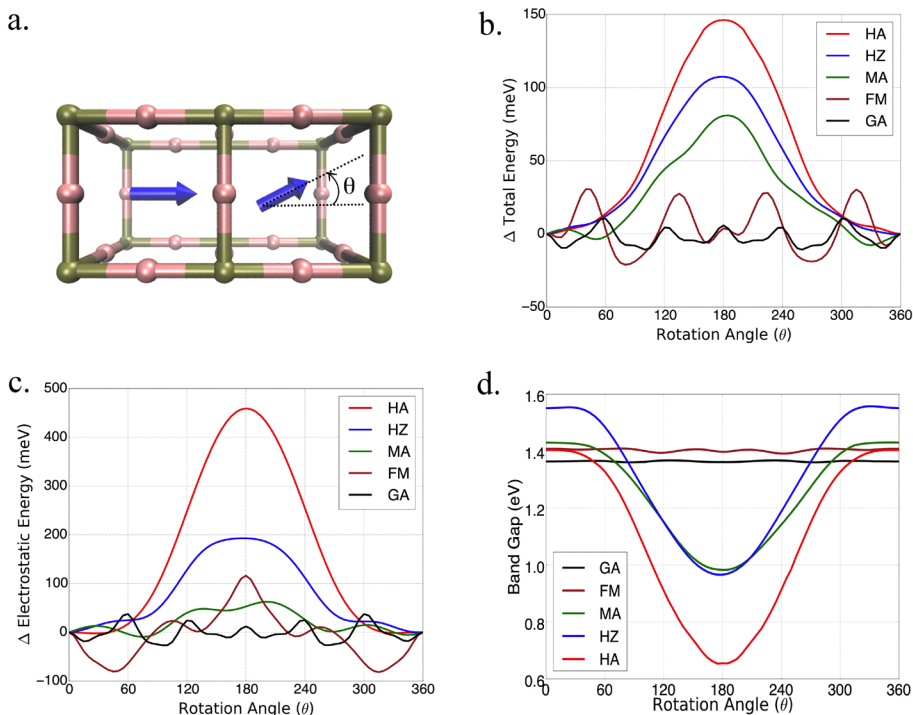 a.
θ
b.
Δ Total Energy (meV)
150
100
50
0
−50
0 60 120 180 240 300 360
Rotation Angle (θ)
HA
HZ
MA
FM
GA
c.
Δ Electrostatic Energy (meV)
500
400
300
200
100
0
−100
0 60 120 180 240 300 360
Rotation Angle (θ)
HA
HZ
MA
FM
GA
d.
Band Gap (eV)
1.6
1.4
1.2
1.0
0.8
0.6
0 60 120 180 240 300 360
Rotation Angle (θ)
GA
FM
MA
HZ
HA